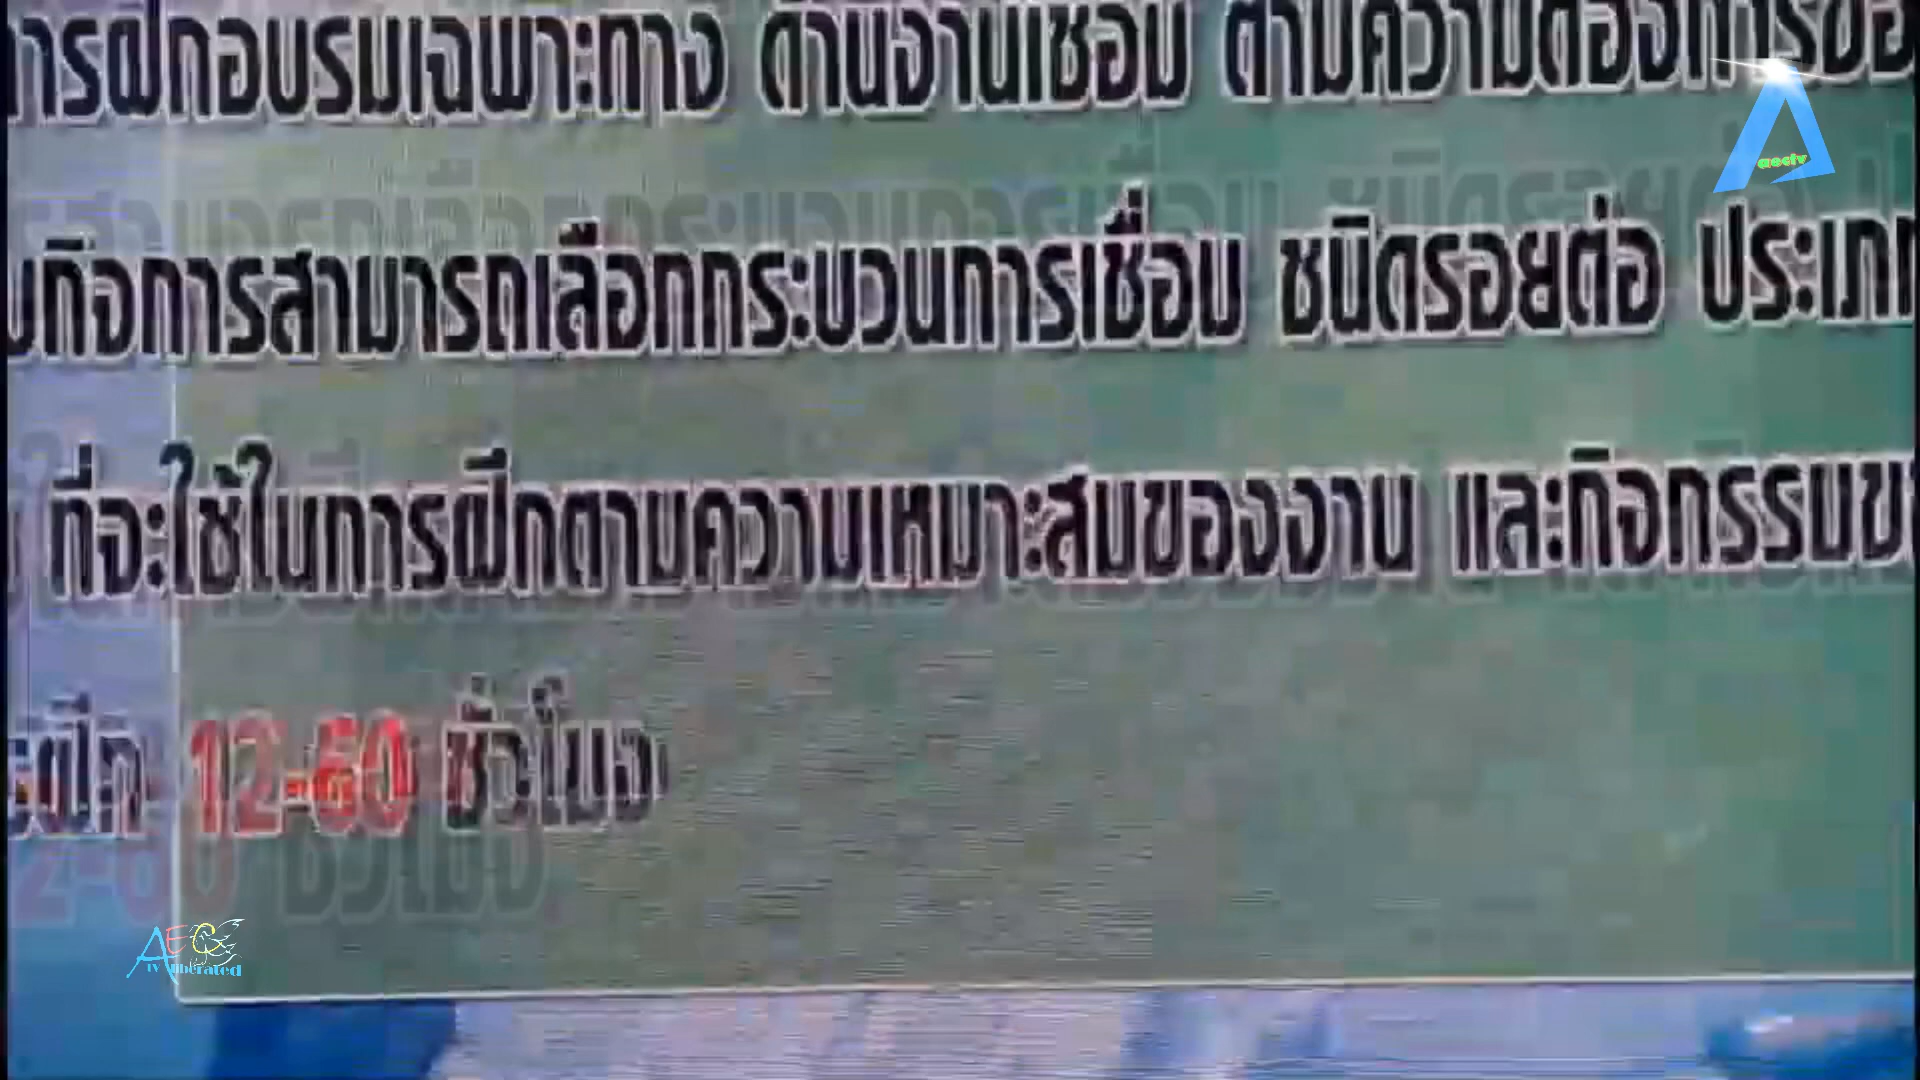 การฝึกอบรมเฉพาะทาง ด้านงานเชื่อม ตามความต้องการ
aectv
กิจการสามารถเลือกกระบวนการเชื่อม ชนิดรอยต่อ ประเภท
ที่จะใช้ในการฝึกตามความเหมาะสมของงาน และกิจกรรม
ฝึก 12-60 ชั่วโมง
AEC
TV liberated